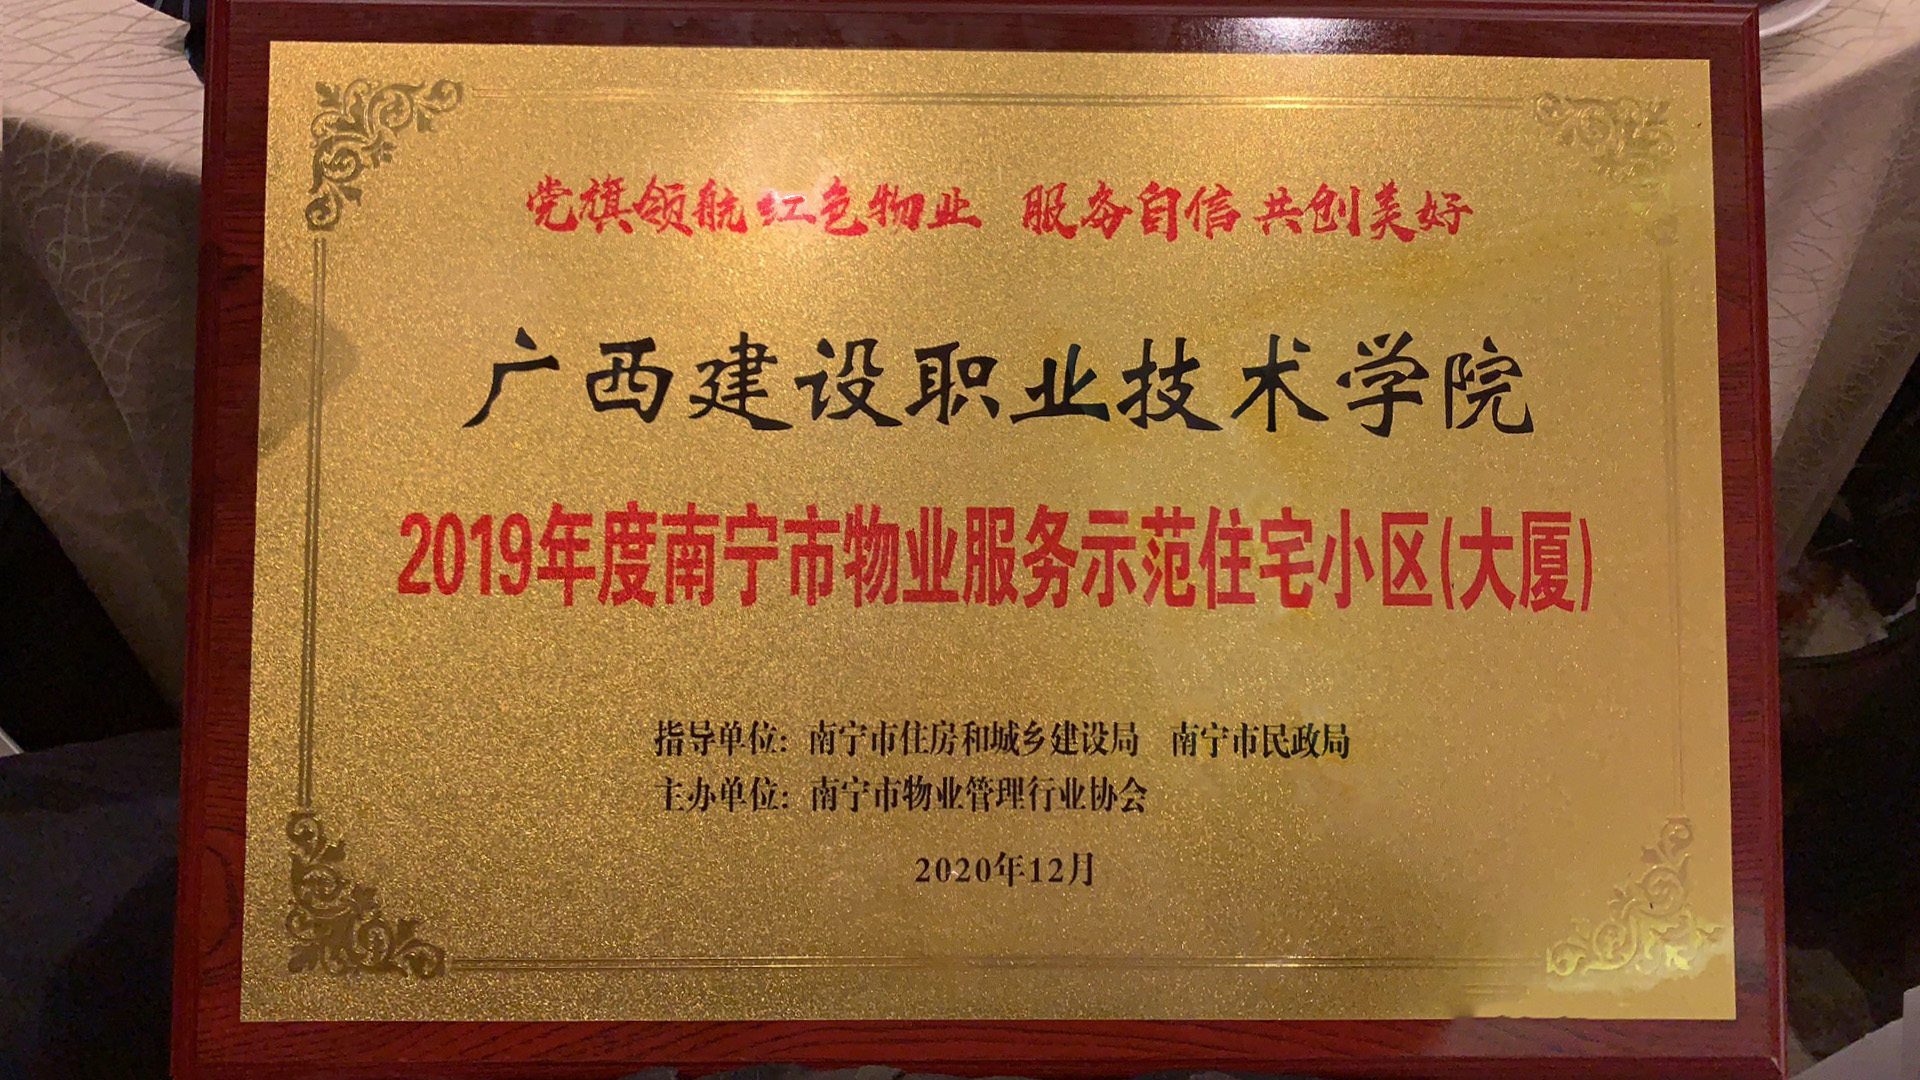 党旗领航红色物业 服务自信共创美好
广西建设职业技术学院
2019年度南宁市物业服务示范住宅小区(大厦)
指导单位：南宁市住房和城乡建设局 南宁市民政局
主办单位：南宁市物业管理行业协会
2020年12月